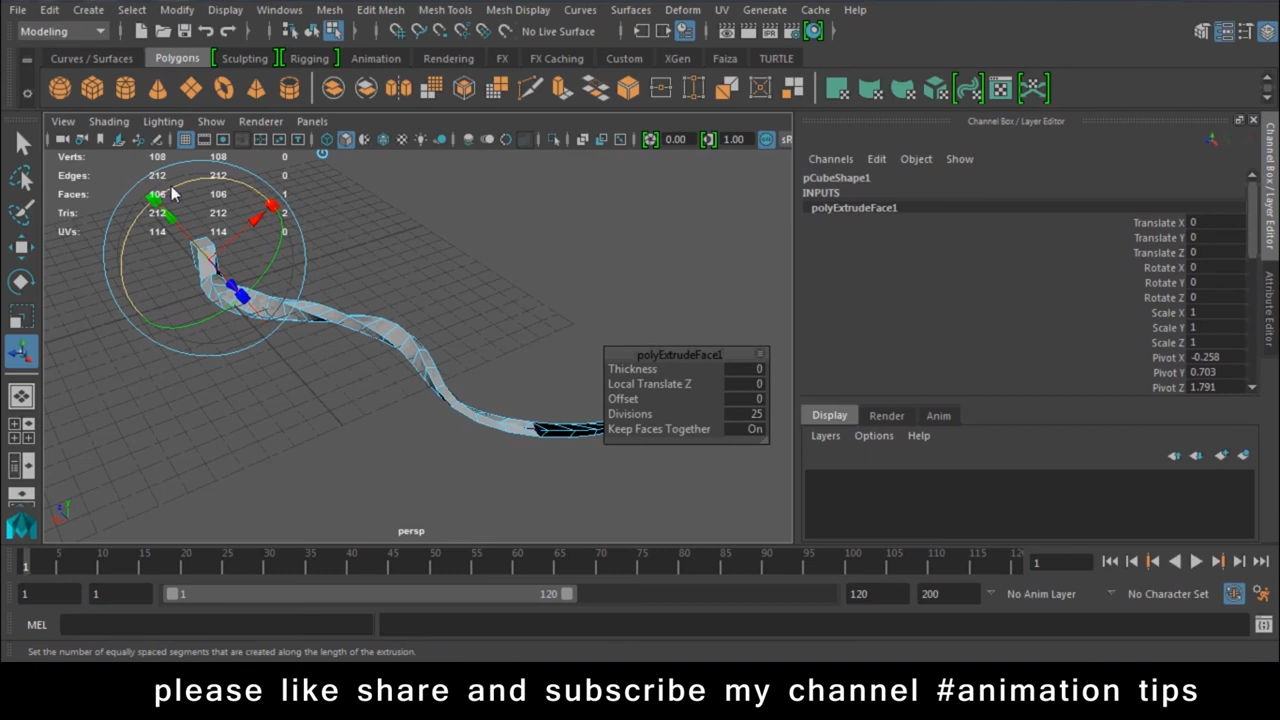 File Edit Create Select Modify Display Windows Mesh Edit Mesh Mesh Tools Mesh Display Curves Surfaces Deform UV Generate Cache Help
Modeling No Live Surface
Curves / Surfaces Polygons Sculpting Rigging Animation Rendering FX FX Caching Custom XGen Faiza TURTLE
View Shading Lighting Show Renderer Panels
Channel Box / Layer Editor
0.00 1.00 sR
Verts: 108 108 0
Edges: 212 212 0
Faces: 106 106 1
Tris: 212 212 2
UVs: 114 114 0
persp
polyExtrudeFace1
Thickness 0
Local Translate Z 0
Offset 0
Divisions 25
Keep Faces Together On
Channels Edit Object Show
pCubeShape1
INPUTS
polyExtrudeFace1
Translate X 0
Translate Y 0
Translate Z 0
Rotate X 0
Rotate Y 0
Rotate Z 0
Scale X 1
Scale Y 1
Scale Z 1
Pivot X -0.258
Pivot Y 0.703
Pivot Z 1.791
Display Render Anim
Layers Options Help
Channel Box / Layer Editor
Attribute Editor
5 10 15 20 25 30 35 40 45 50 55 60 65 70 75 80 85 90 95 100 105 110 115 12
1 1
1 1 1 120 120 200 No Anim Layer No Character Set
MEL
Set the number of equally spaced segments that are created along the length of the extrusion.
please like share and subscribe my channel #animation tips